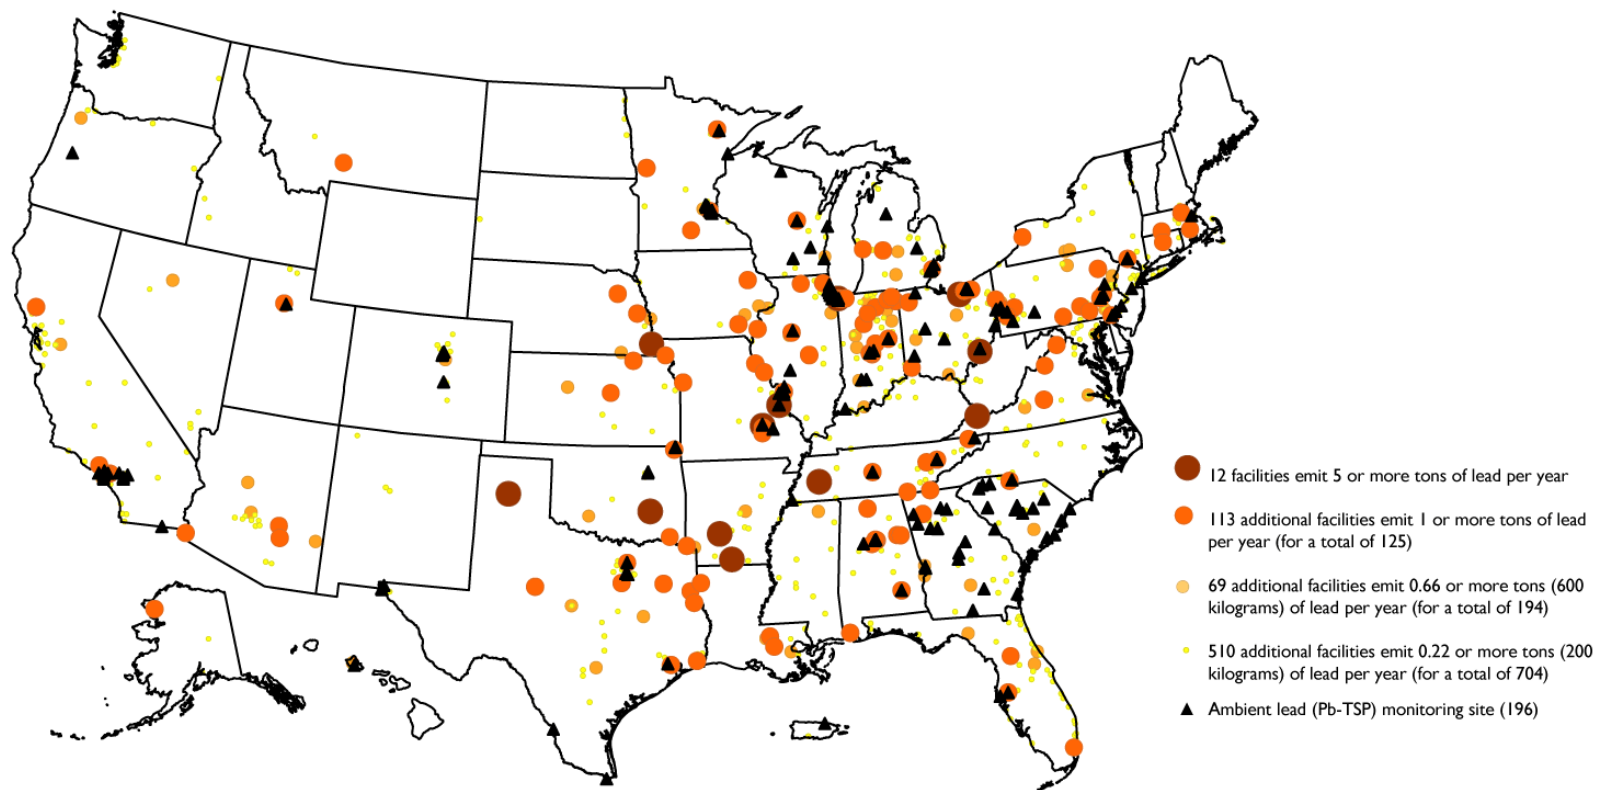 12 facilities emit 5 or more tons of lead per year
113 additional facilities emit 1 or more tons of lead
per year (for a total of 125)
69 additional facilities emit 0.66 or more tons (600
kilograms) of lead per year (for a total of 194)
510 additional facilities emit 0.22 or more tons (200
kilograms) of lead per year (for a total of 704)
Ambient lead (Pb-TSP) monitoring site (196)